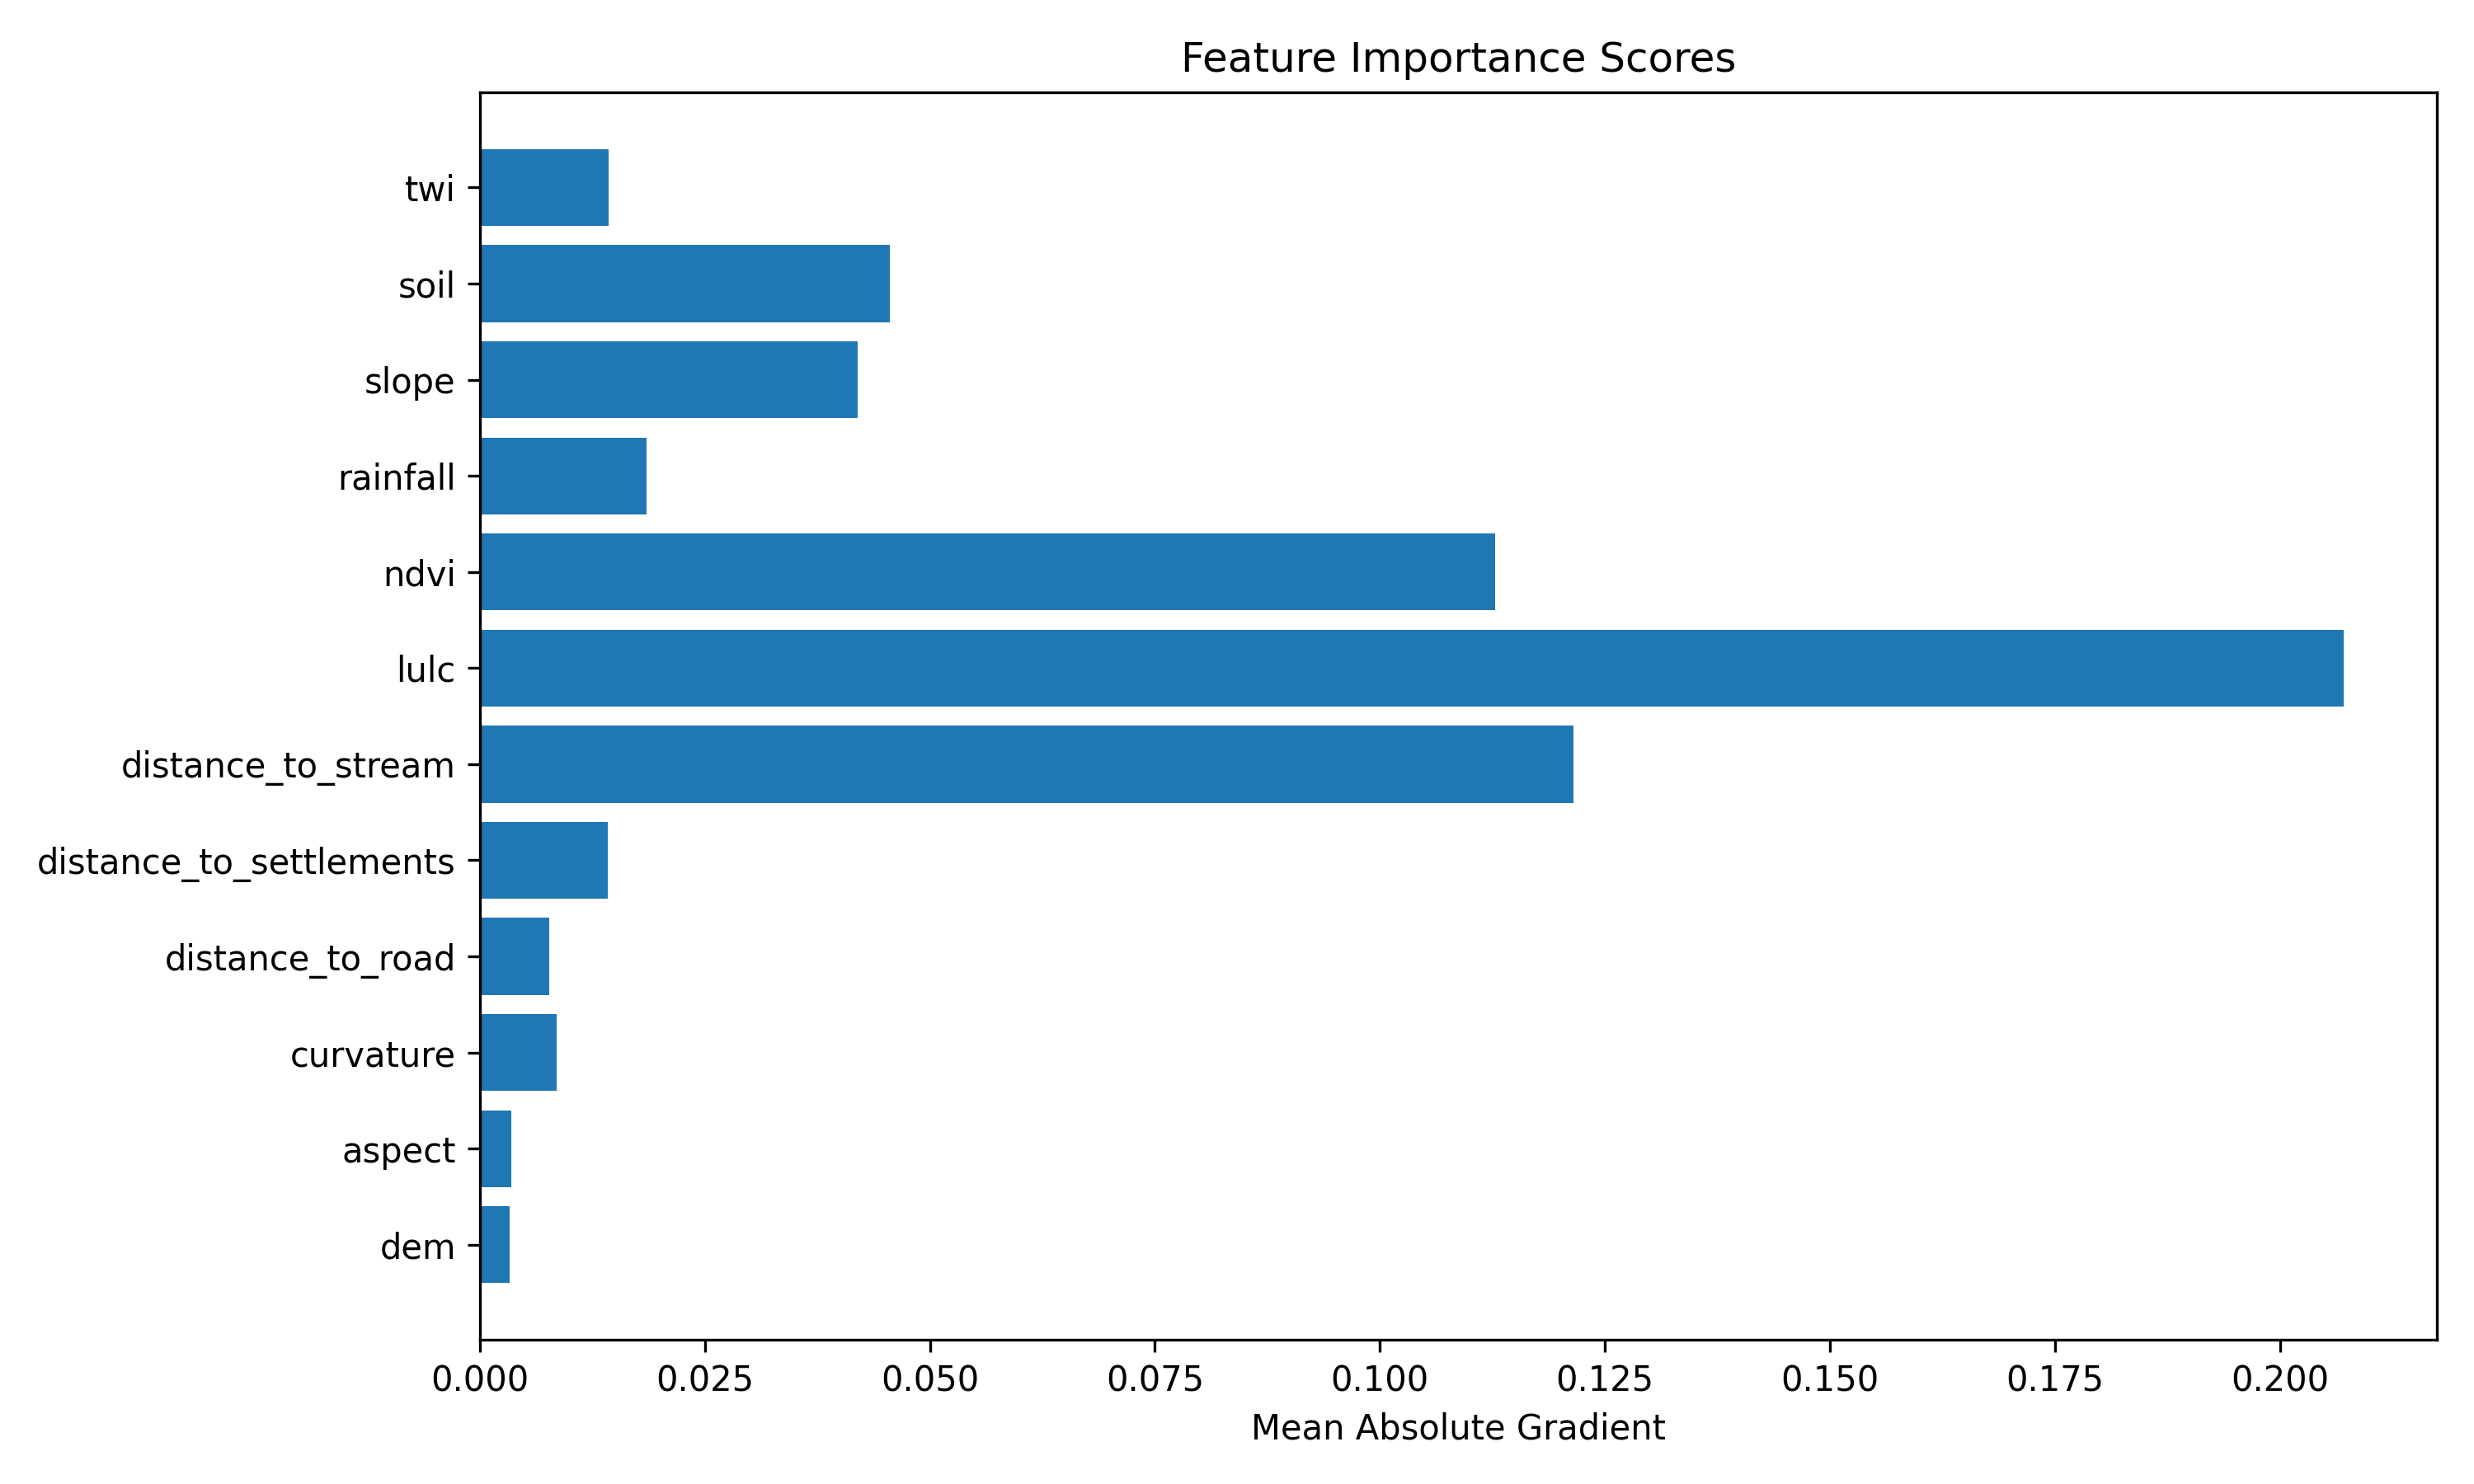 Feature Importance Scores
twi
soil
slope
rainfall
ndvi
lulc
distance_to_stream
distance_to_settlements
distance_to_road
curvature
aspect
dem
0.000 0.025 0.050 0.075 0.100 0.125 0.150 0.175 0.200
Mean Absolute Gradient